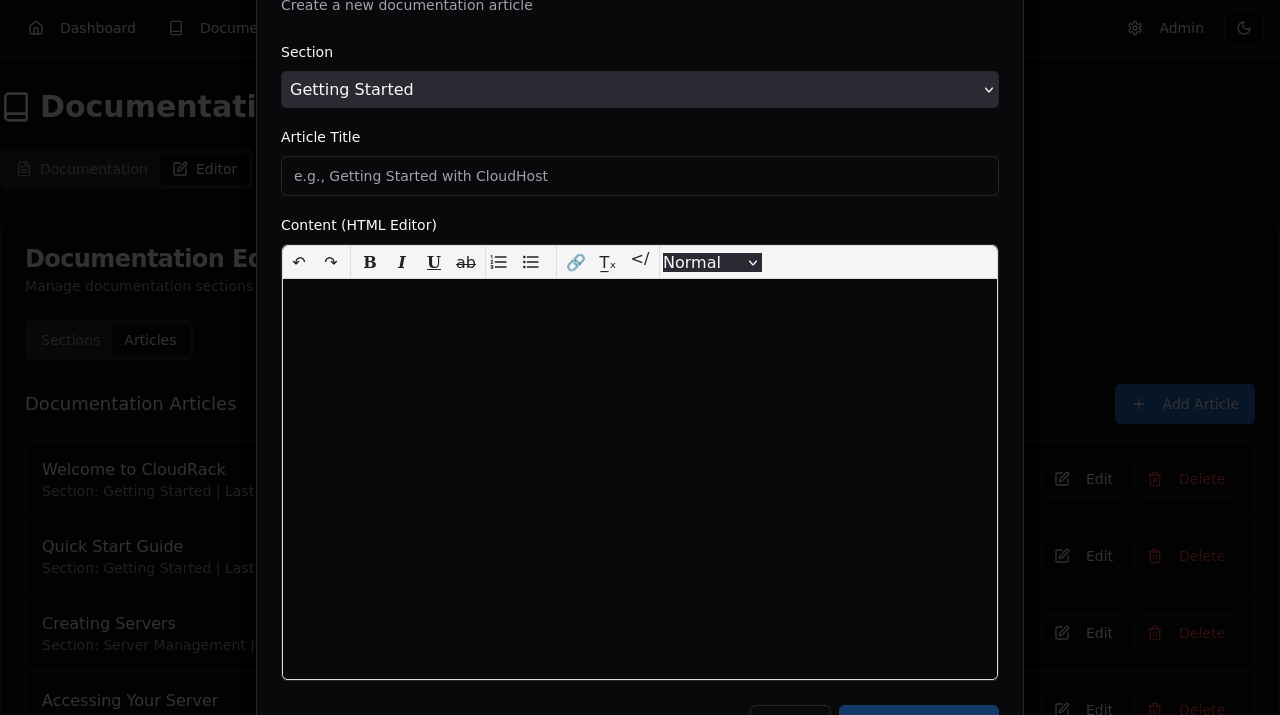 Create a new documentation article
Dashboard
Docume
Admin
Section
Getting Started
Documentati
Article Title
Documentation
Editor
e.g., Getting Started with CloudHost
Content (HTML Editor)
Documentation Ed
B I U ab
Tx
</
Normal
Manage documentation sections
Sections
Articles
Documentation Articles
Add Article
Welcome to CloudRack
Section: Getting Started | Last
Edit
Delete
Quick Start Guide
Section: Getting Started | Last
Edit
Delete
Creating Servers
Section: Server Management |
Edit
Delete
Accessing Your Server
Edit
Delete